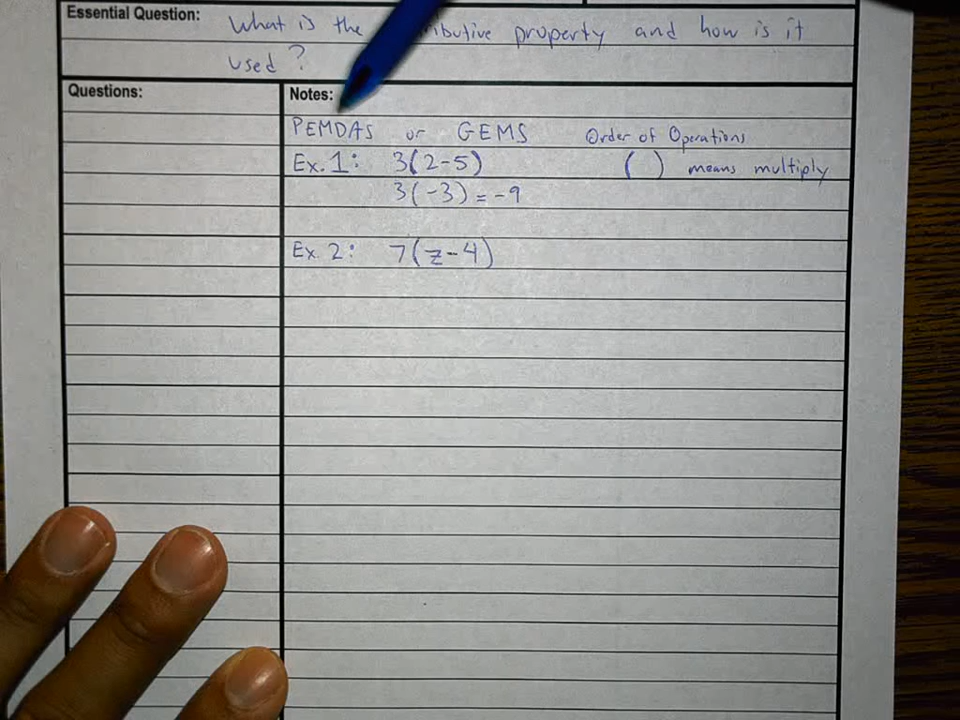 Essential Question: What is the property and how is it
used?
Questions: Notes:
PEMDAS or GEMS Order of Operations
Ex. 1: 3(2-5) ( ) means multiply
3(-3) = -9
Ex. 2: 7(z-4)